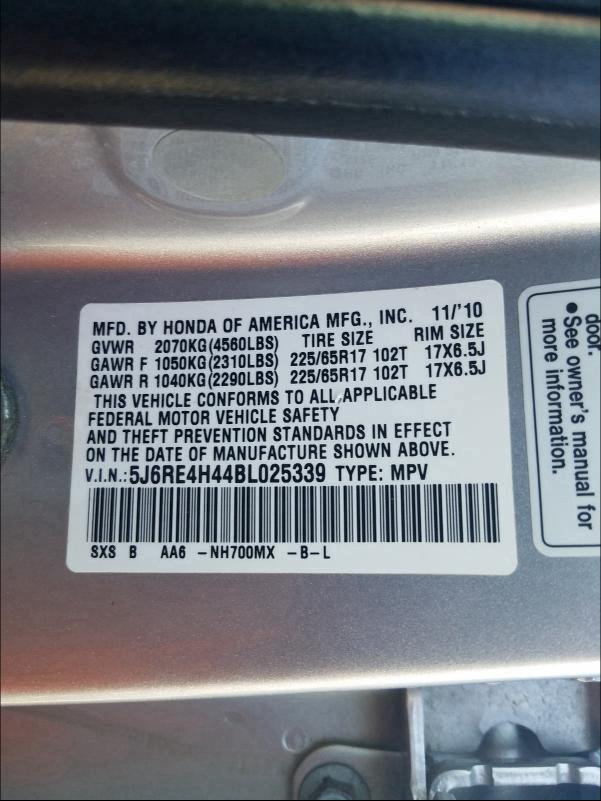 MFD. BY HONDA OF AMERICA MFG., INC. 11/'10
GVWR 2070KG(4560LBS) TIRE SIZE RIM SIZE
GAWR F 1050KG(2310LBS) 225/65R17 102T 17X6.5J
GAWR R 1040KG(2290LBS) 225/65R17 102T 17X6.5J
THIS VEHICLE CONFORMS TO ALL APPLICABLE
FEDERAL MOTOR VEHICLE SAFETY
AND THEFT PREVENTION STANDARDS IN EFFECT
ON THE DATE OF MANUFACTURE SHOWN ABOVE.
V.I.N.:5J6RE4H44BL025339 TYPE: MPV
SXS B AA6 -NH700MX -B-L
door.
• See owner's manual for
more information.